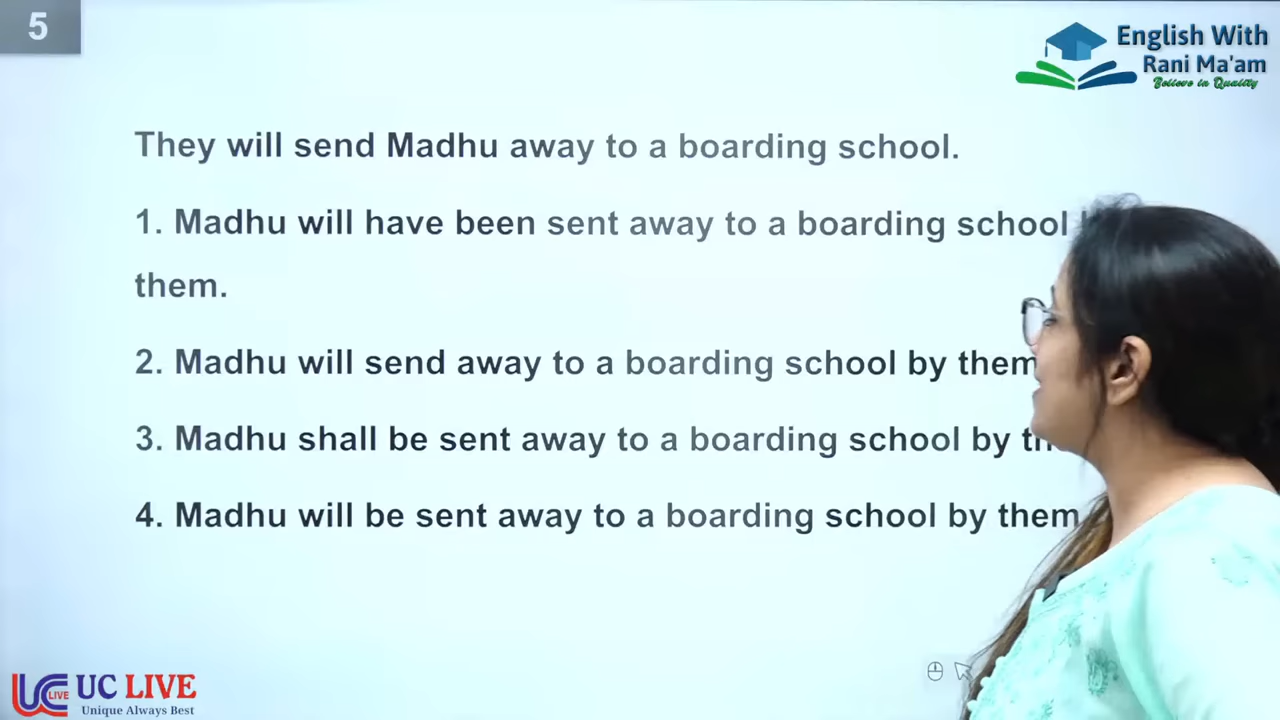 5
English With
Rani Ma'am
Believe in Quality
They will send Madhu away to a boarding school.
1. Madhu will have been sent away to a boarding school
them.
2. Madhu will send away to a boarding school by them
3. Madhu shall be sent away to a boarding school by
4. Madhu will be sent away to a boarding school by them
UC LIVE
LIVE
Unique Always Best